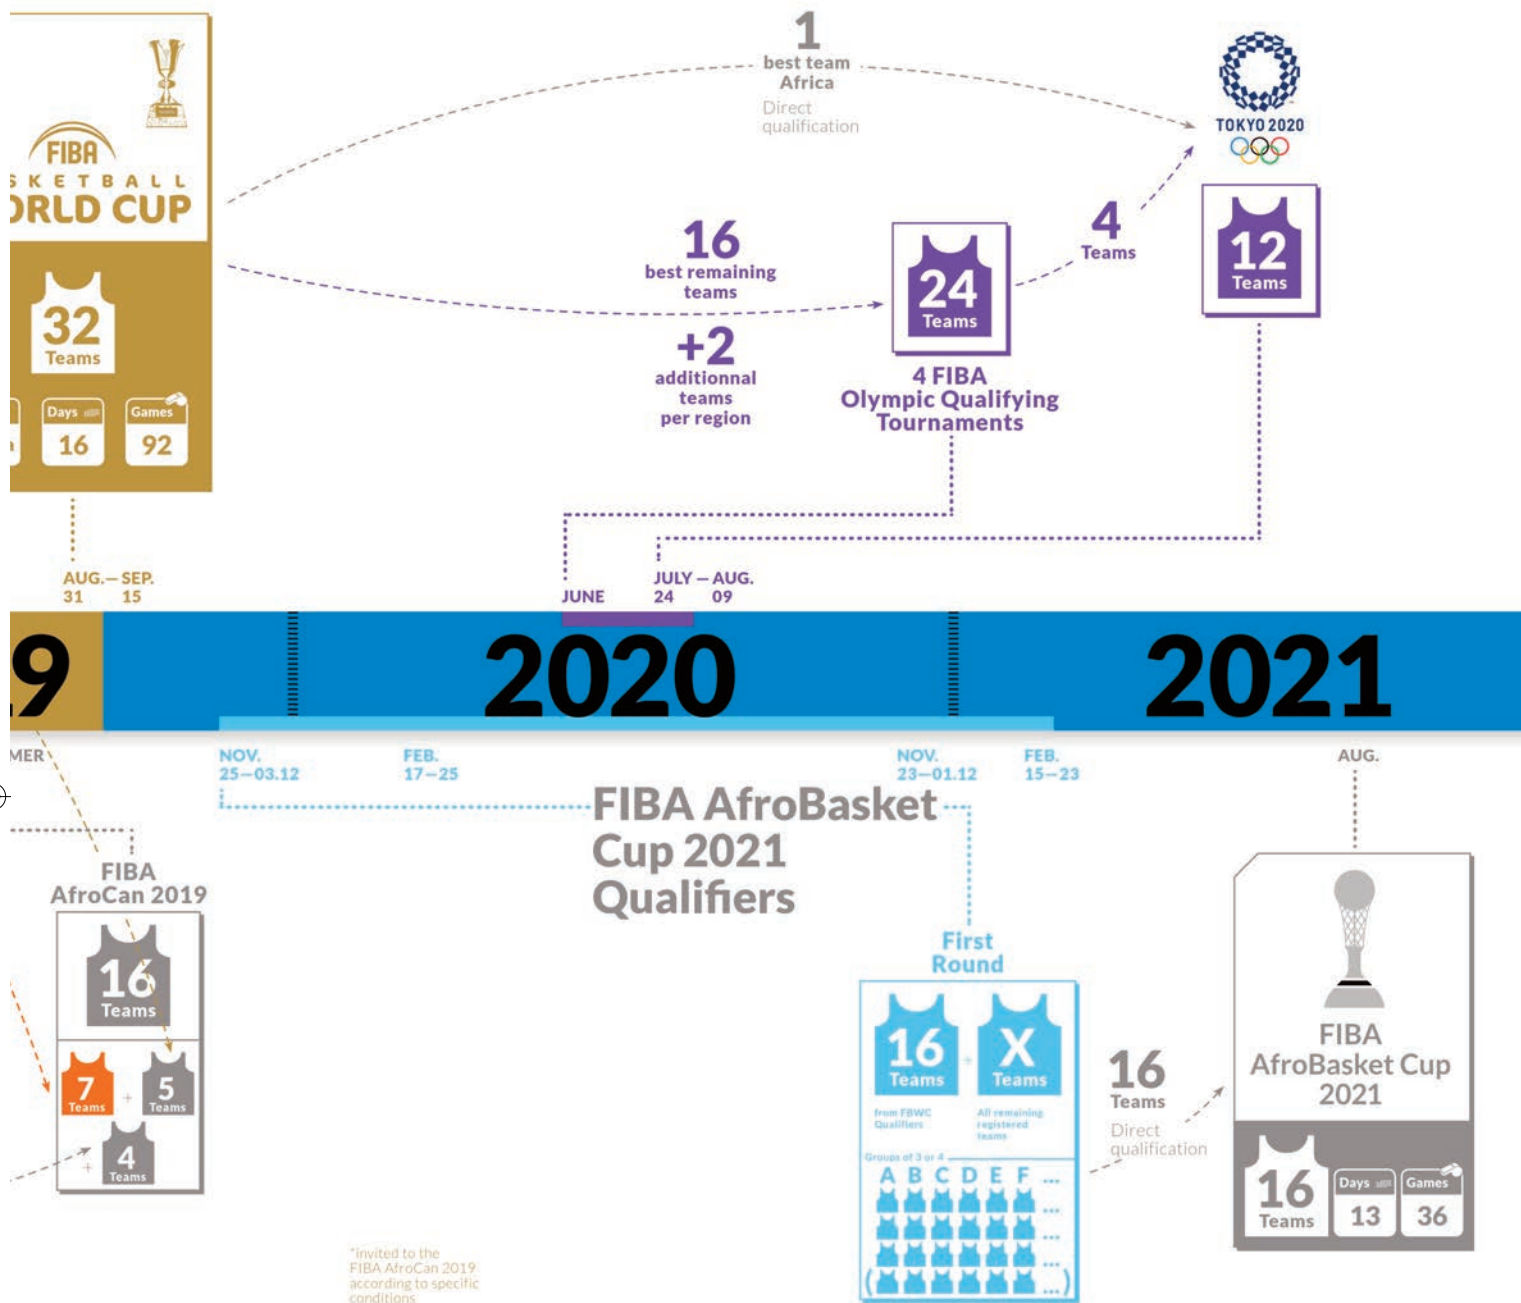 1
best team
Africa
Direct
qualification
TOKYO 2020
FIBA
SKETBALL
ORLD CUP
32
Teams
Days
16
Games
92
16
best remaining
teams
+2
additionnal
teams
per region
24
Teams
4 FIBA
Olympic Qualifying
Tournaments
4
Teams
12
Teams
AUG. — SEP.
31 15
JUNE
JULY — AUG.
24 09
9
2020
2021
MER
NOV.
25—03.12
FEB.
17—25
NOV.
23—01.12
FEB.
15—23
AUG.
FIBA AfroBasket
Cup 2021
Qualifiers
FIBA
AfroCan 2019
16
Teams
7
Teams
+
5
Teams
+
4
Teams
First
Round
16
Teams
+
X
Teams
from FBWC
Qualifiers
All remaining
registered
teams
Groups of 3 or 4
A B C D E F ...
...
...
...
( ...)
16
Teams
Direct
qualification
FIBA
AfroBasket Cup
2021
16
Teams
Days
13
Games
36
*invited to the
FIBA AfroCan 2019
according to specific
conditions